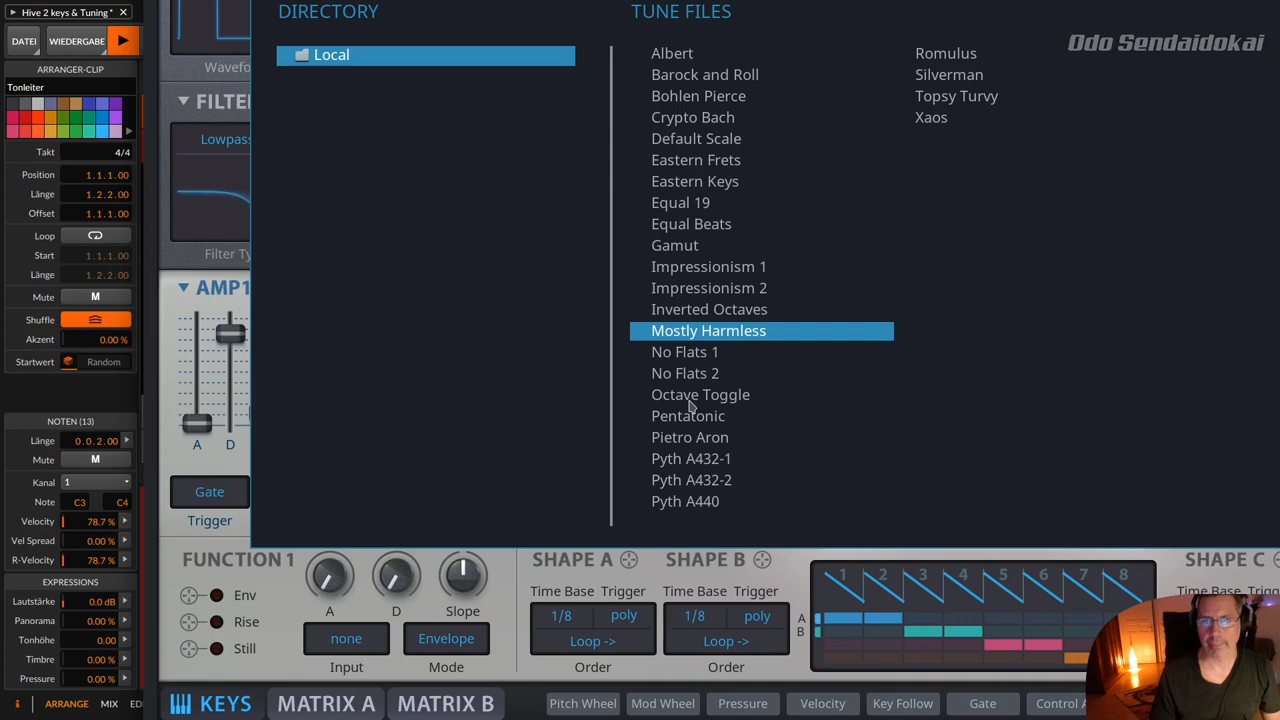 Hive 2 keys & Tuning *
DATEI
WIEDERGABE
ARRANGER-CLIP
Tonleiter
Takt 4/4
Position 1.1.1.00
Länge 1.2.2.00
Offset 1.1.1.00
Loop
Start 1.1.1.00
Länge 1.2.2.00
Mute M
Shuffle
Akzent 0.00 %
Startwert Random
NOTEN (13)
Länge 0.0.2.00
Mute M
Kanal 1
Note C3 C4
Velocity 78.7 %
Vel Spread 0.00 %
R-Velocity 78.7 %
EXPRESSIONS
Lautstärke 0.0 dB
Panorama 0.00 %
Tonhöhe 0.00
Timbre 0.00 %
Pressure 0.00 %
i ARRANGE MIX ED
Wavefo
FILTE
Lowpass
Filter Ty
AMP1
A D
Gate
Trigger
DIRECTORY
Local
TUNE FILES
Albert
Barock and Roll
Bohlen Pierce
Crypto Bach
Default Scale
Eastern Frets
Eastern Keys
Equal 19
Equal Beats
Gamut
Impressionism 1
Impressionism 2
Inverted Octaves
Mostly Harmless
No Flats 1
No Flats 2
Octave Toggle
Pentatonic
Pietro Aron
Pyth A432-1
Pyth A432-2
Pyth A440
Romulus
Silverman
Topsy Turvy
Xaos
Odo Sendaidokai
FUNCTION 1
Env
Rise
Still
A D Slope
none Envelope
Input Mode
SHAPE A
Time Base Trigger
1/8 poly
Loop ->
Order
SHAPE B
Time Base Trigger
1/8 poly
Loop ->
Order
1 2 3 4 5 6 7 8
A
B
SHAPE C
KEYS MATRIX A MATRIX B
Pitch Wheel Mod Wheel Pressure Velocity Key Follow Gate Control A